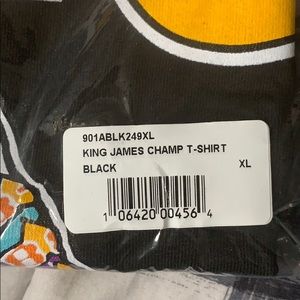 901ABLK249XL
KING JAMES CHAMP T-SHIRT
BLACK XL
1 06420 00456 4